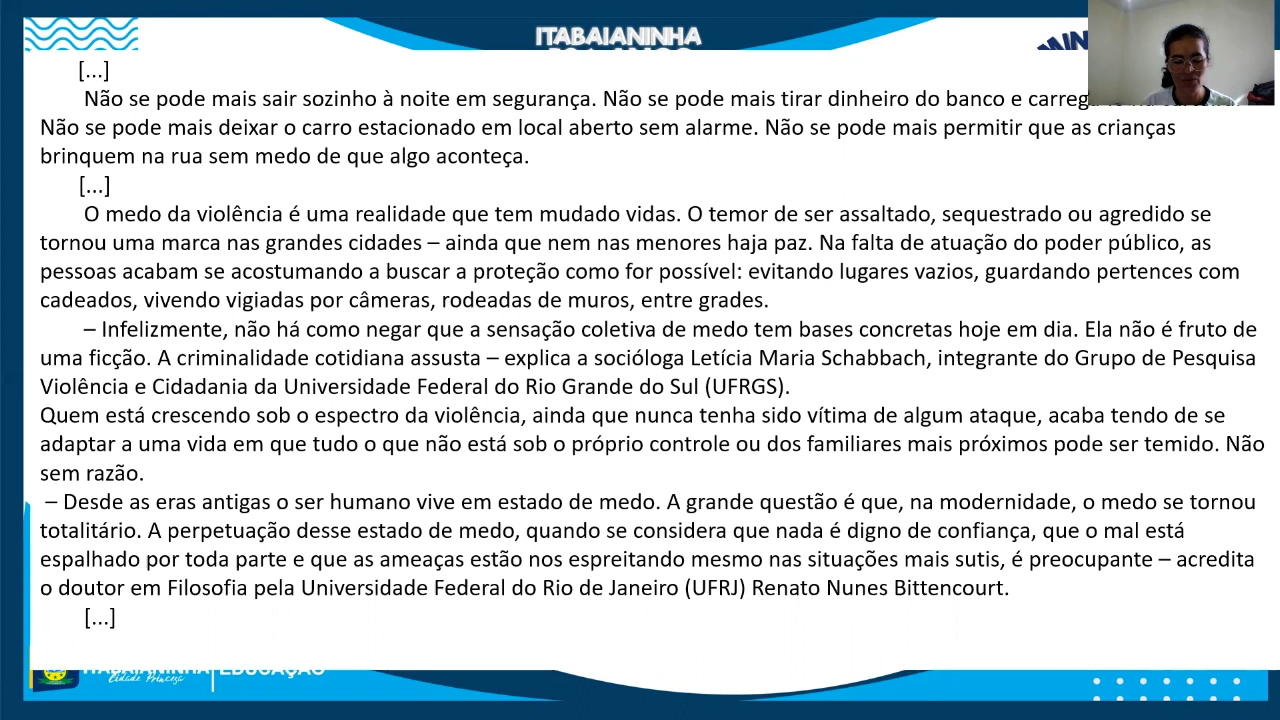 ITABAIANINHA
[...]
Não se pode mais sair sozinho à noite em segurança. Não se pode mais tirar dinheiro do banco e
Não se pode mais deixar o carro estacionado em local aberto sem alarme. Não se pode mais permitir que as crianças
brinquem na rua sem medo de que algo aconteça.
[...]
O medo da violência é uma realidade que tem mudado vidas. O temor de ser assaltado, sequestrado ou agredido se
tornou uma marca nas grandes cidades – ainda que nem nas menores haja paz. Na falta de atuação do poder público, as
pessoas acabam se acostumando a buscar a proteção como for possível: evitando lugares vazios, guardando pertences com
cadeados, vivendo vigiadas por câmeras, rodeadas de muros, entre grades.
– Infelizmente, não há como negar que a sensação coletiva de medo tem bases concretas hoje em dia. Ela não é fruto de
uma ficção. A criminalidade cotidiana assusta – explica a socióloga Letícia Maria Schabbach, integrante do Grupo de Pesquisa
Violência e Cidadania da Universidade Federal do Rio Grande do Sul (UFRGS).
Quem está crescendo sob o espectro da violência, ainda que nunca tenha sido vítima de algum ataque, acaba tendo de se
adaptar a uma vida em que tudo o que não está sob o próprio controle ou dos familiares mais próximos pode ser temido. Não
sem razão.
– Desde as eras antigas o ser humano vive em estado de medo. A grande questão é que, na modernidade, o medo se tornou
totalitário. A perpetuação desse estado de medo, quando se considera que nada é digno de confiança, que o mal está
espalhado por toda parte e que as ameaças estão nos espreitando mesmo nas situações mais sutis, é preocupante – acredita
o doutor em Filosofia pela Universidade Federal do Rio de Janeiro (UFRJ) Renato Nunes Bittencourt.
[...]
ITABAIANINHA EDUCAÇÃO
Cidade Princesa